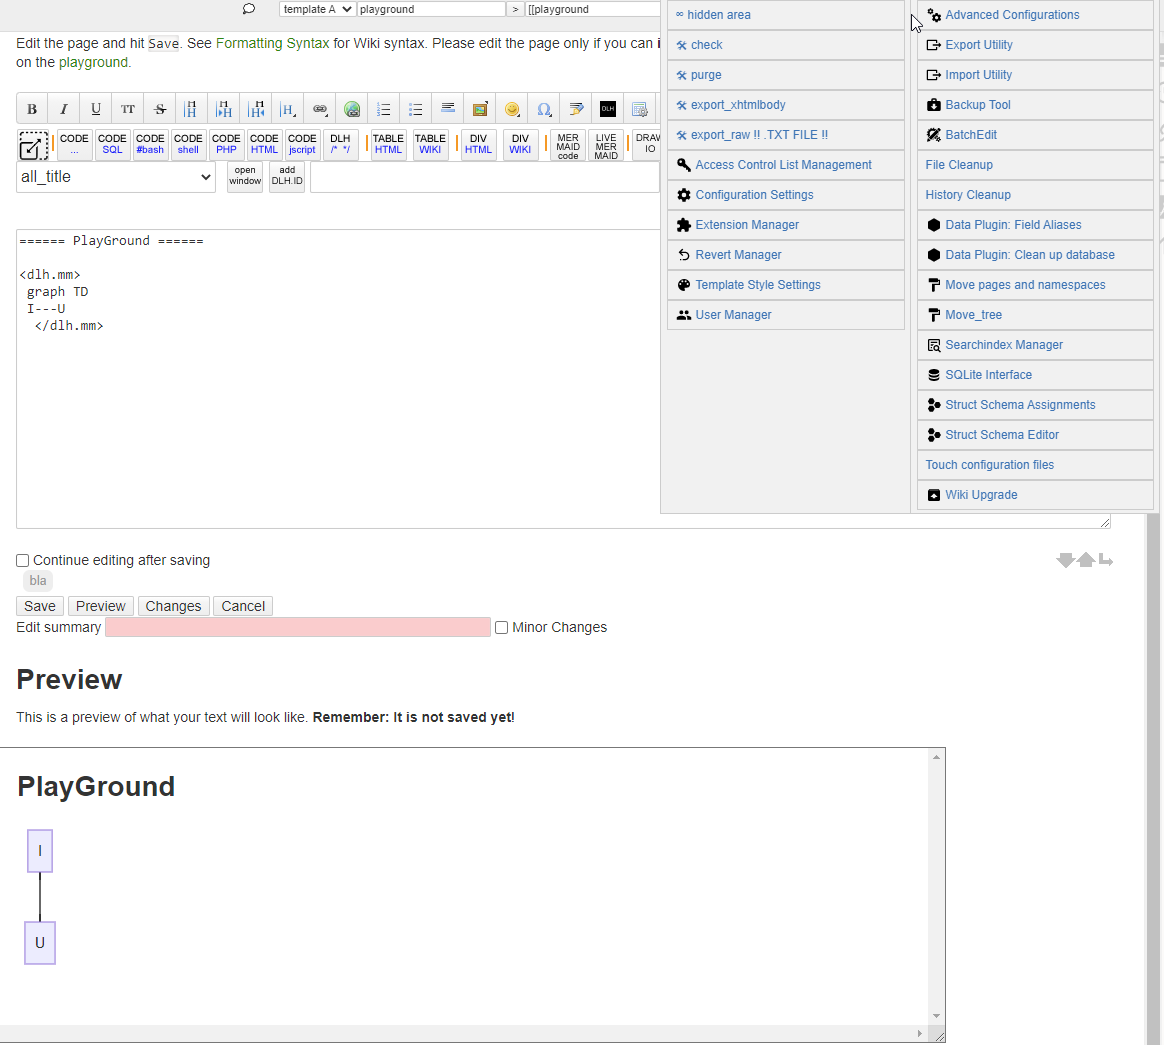 template A playground > [[playground
Edit the page and hit Save. See Formatting Syntax for Wiki syntax. Please edit the page only if you can
on the playground.
B I U TT S H H H H DLH
CODE ... CODE SQL CODE #bash CODE shell CODE PHP CODE HTML CODE jscript DLH /* */ TABLE HTML TABLE WIKI DIV HTML DIV WIKI MER MAID code LIVE MER MAID DRAW IO
all_title open window add DLH.ID
====== PlayGround ======
<dlh.mm>
graph TD
I---U
</dlh.mm>
hidden area
check
purge
export_xhtmlbody
export_raw !! .TXT FILE !!
Access Control List Management
Configuration Settings
Extension Manager
Revert Manager
Template Style Settings
User Manager
Advanced Configurations
Export Utility
Import Utility
Backup Tool
BatchEdit
File Cleanup
History Cleanup
Data Plugin: Field Aliases
Data Plugin: Clean up database
Move pages and namespaces
Move_tree
Searchindex Manager
SQLite Interface
Struct Schema Assignments
Struct Schema Editor
Touch configuration files
Wiki Upgrade
Continue editing after saving
bla
Save Preview Changes Cancel
Edit summary Minor Changes
Preview
This is a preview of what your text will look like. Remember: It is not saved yet!
PlayGround
I
U